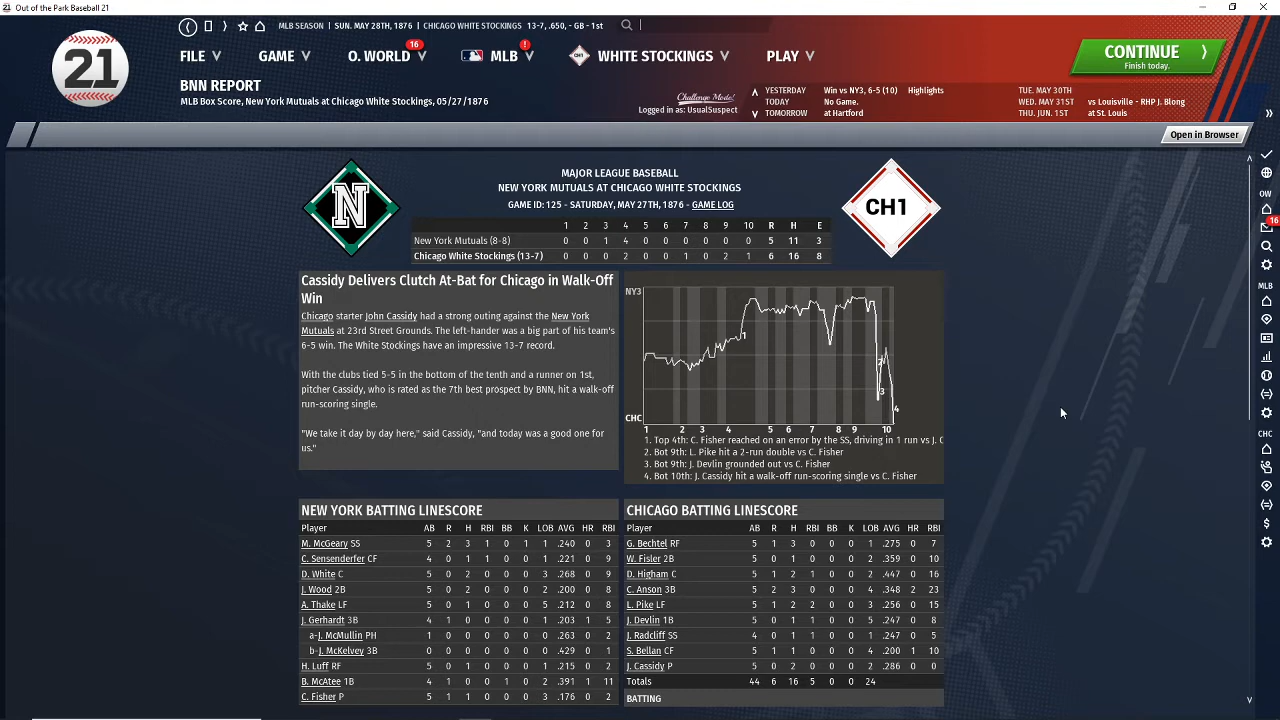 Out of the Park Baseball 21
MLB SEASON | SUN. MAY 28TH, 1876 | CHICAGO WHITE STOCKINGS 13-7, .650, - GB - 1st
21
FILE GAME O. WORLD 16 MLB ! CH1 WHITE STOCKINGS PLAY
CONTINUE
Finish today.
BNN REPORT
MLB Box Score, New York Mutuals at Chicago White Stockings, 05/27/1876
Challenge Mode!
Logged in as: UsualSuspect
YESTERDAY Win vs NY3, 6-5 (10) Highlights
TODAY No Game.
TOMORROW at Hartford
TUE. MAY 30TH
WED. MAY 31ST vs Louisville - RHP J. Blong
THU. JUN. 1ST at St. Louis
Open in Browser
N
CH1
MAJOR LEAGUE BASEBALL
NEW YORK MUTUALS AT CHICAGO WHITE STOCKINGS
GAME ID: 125 - SATURDAY, MAY 27TH, 1876 - GAME LOG
1 2 3 4 5 6 7 8 9 10 R H E
New York Mutuals (8-8) 0 0 1 4 0 0 0 0 0 0 5 11 3
Chicago White Stockings (13-7) 0 0 0 2 0 0 1 0 2 1 6 16 8
Cassidy Delivers Clutch At-Bat for Chicago in Walk-Off
Win
Chicago starter John Cassidy had a strong outing against the New York
Mutuals at 23rd Street Grounds. The left-hander was a big part of his team's
6-5 win. The White Stockings have an impressive 13-7 record.
With the clubs tied 5-5 in the bottom of the tenth and a runner on 1st,
pitcher Cassidy, who is rated as the 7th best prospect by BNN, hit a walk-off
run-scoring single.
"We take it day by day here," said Cassidy, "and today was a good one for
us."
NY3
CHC
1
2
3
4
1 2 3 4 5 6 7 8 9 10
1. Top 4th: C. Fisher reached on an error by the SS, driving in 1 run vs J. C
2. Bot 9th: L. Pike hit a 2-run double vs C. Fisher
3. Bot 9th: J. Devlin grounded out vs C. Fisher
4. Bot 10th: J. Cassidy hit a walk-off run-scoring single vs C. Fisher
NEW YORK BATTING LINESCORE
Player AB R H RBI BB K LOB AVG HR RBI
M. McGeary SS 5 2 3 1 0 1 1 .240 0 3
C. Sensenderfer CF 4 0 1 1 0 0 1 .221 0 9
D. White C 5 0 2 0 0 0 3 .268 0 9
J. Wood 2B 5 0 2 0 0 0 2 .200 0 8
A. Thake LF 5 0 1 0 0 0 5 .212 0 8
J. Gerhardt 3B 4 1 0 0 0 0 1 .203 1 5
a-J. McMullin PH 1 0 0 0 0 0 0 .263 0 2
b-J. McKelvey 3B 0 0 0 0 0 0 0 .429 0 1
H. Luff RF 5 0 1 0 0 0 1 .215 0 2
B. McAtee 1B 4 1 0 0 1 0 2 .391 1 11
C. Fisher P 5 1 1 0 0 0 3 .176 0 2
CHICAGO BATTING LINESCORE
Player AB R H RBI BB K LOB AVG HR RBI
G. Bechtel RF 5 1 3 0 0 0 1 .275 0 7
W. Fisler 2B 5 0 1 0 0 0 2 .359 0 10
D. Higham C 5 1 2 1 0 0 2 .447 0 16
C. Anson 3B 5 2 3 0 0 0 4 .348 2 23
L. Pike LF 5 1 2 2 0 0 3 .256 0 15
J. Devlin 1B 5 0 1 0 0 0 5 .247 0 8
J. Radcliff SS 4 0 1 1 0 0 1 .247 0 5
S. Bellan CF 5 1 1 0 0 0 4 .200 1 10
J. Cassidy P 5 0 2 0 0 0 2 .286 0 0
Totals 44 6 16 5 0 0 24
BATTING
OW
16
MLB
CHC